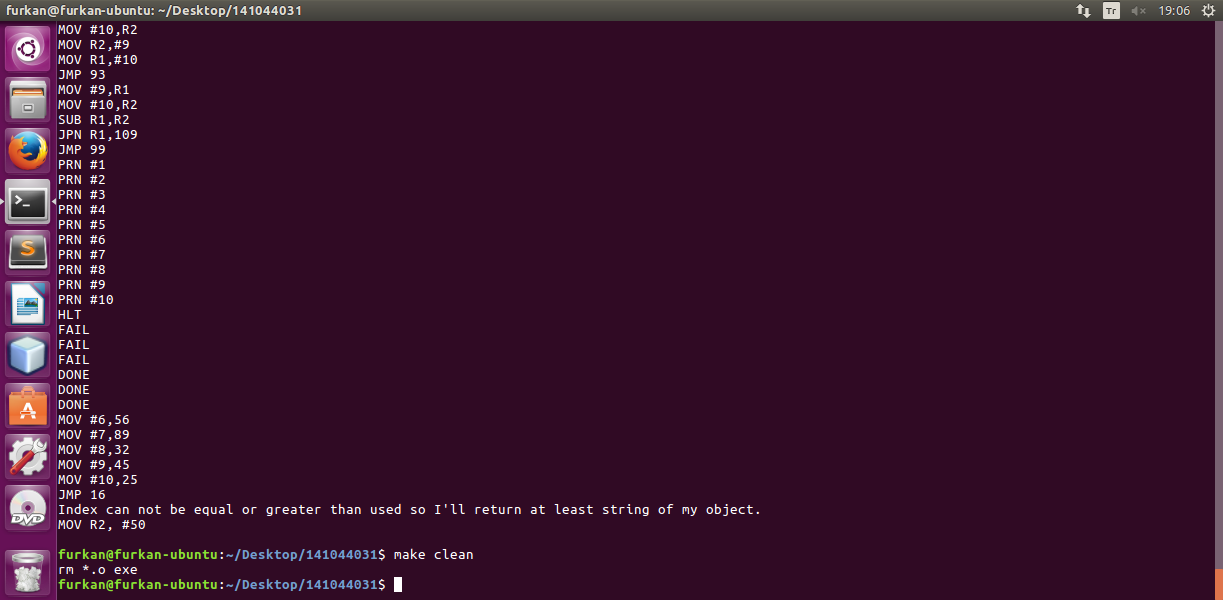 furkan@furkan-ubuntu: ~/Desktop/141044031
Tr
19:06
MOV #10,R2
MOV R2,#9
MOV R1,#10
JMP 93
MOV #9,R1
MOV #10,R2
SUB R1,R2
JPN R1,109
JMP 99
PRN #1
PRN #2
PRN #3
PRN #4
PRN #5
PRN #6
PRN #7
PRN #8
PRN #9
PRN #10
HLT
FAIL
FAIL
FAIL
DONE
DONE
DONE
MOV #6,56
MOV #7,89
MOV #8,32
MOV #9,45
MOV #10,25
JMP 16
Index can not be equal or greater than used so I'll return at least string of my object.
MOV R2, #50
furkan@furkan-ubuntu:~/Desktop/141044031$ make clean
rm *.o exe
furkan@furkan-ubuntu:~/Desktop/141044031$
S
A
DVD